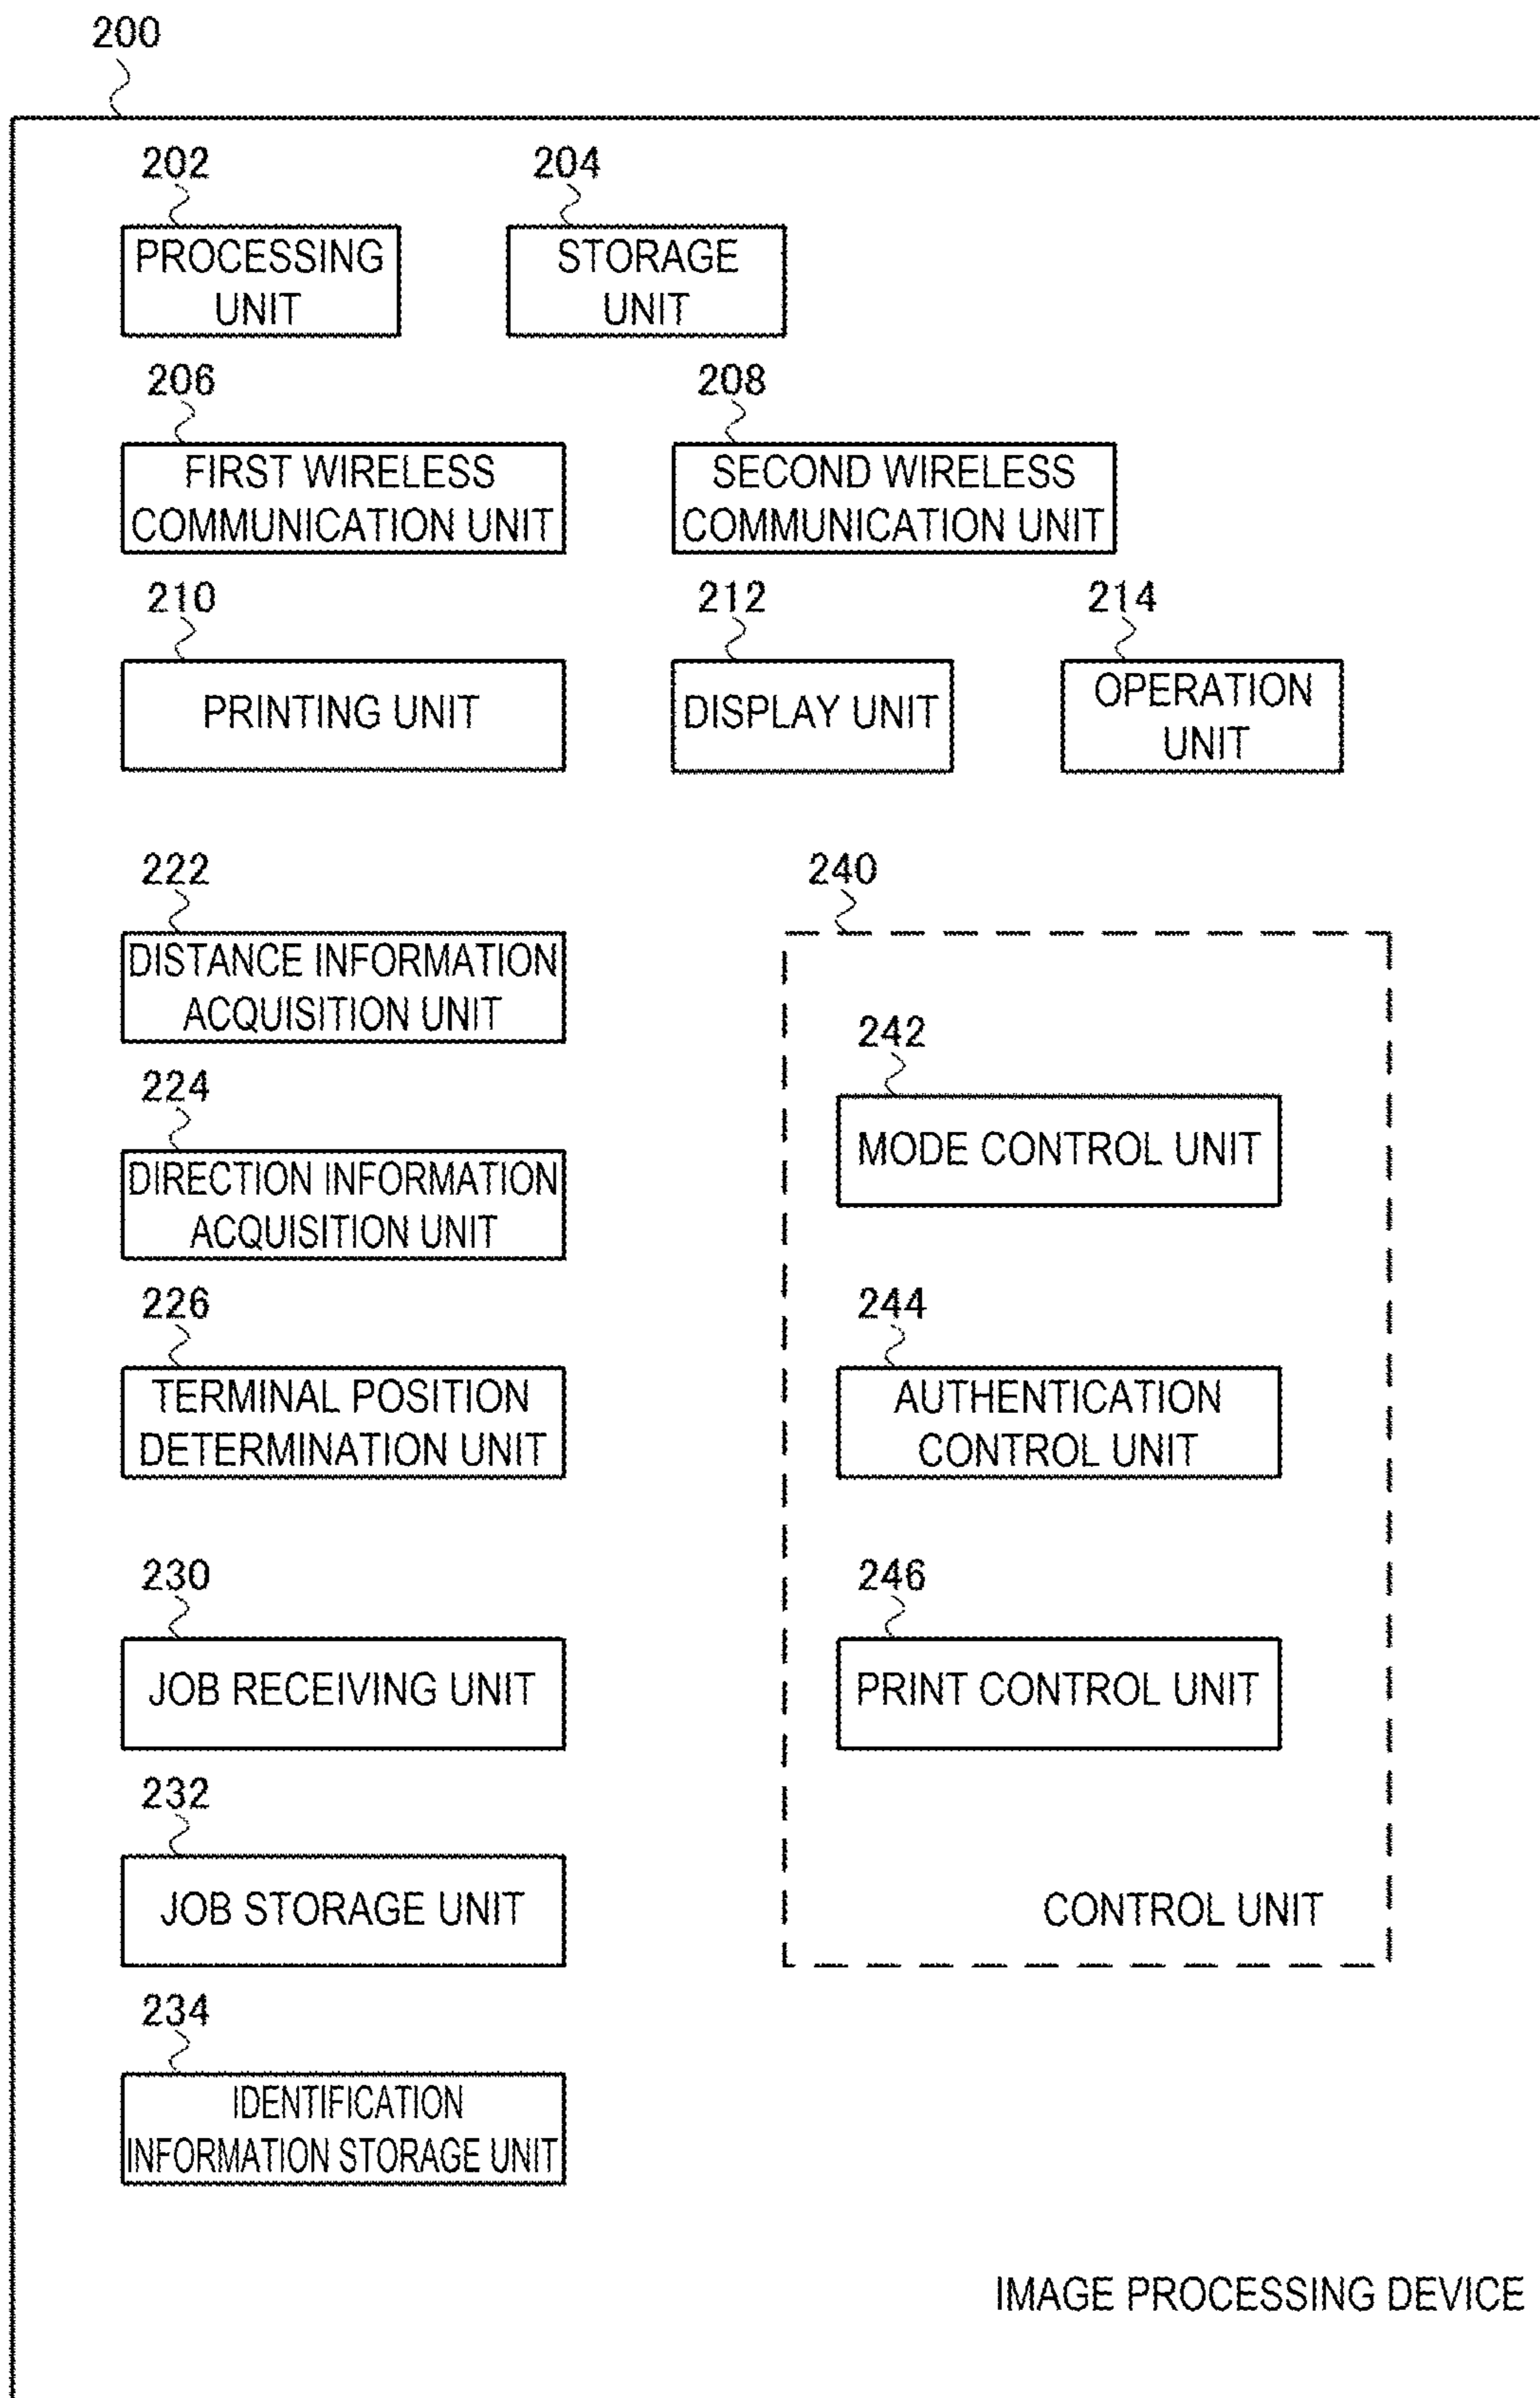 200
202
204
PROCESSING
UNIT
STORAGE
UNIT
206
208
FIRST WIRELESS
COMMUNICATION UNIT
SECOND WIRELESS
COMMUNICATION UNIT
210
212
214
PRINTING UNIT
DISPLAY UNIT
OPERATION
UNIT
222
DISTANCE INFORMATION
ACQUISITION UNIT
224
DIRECTION INFORMATION
ACQUISITION UNIT
226
TERMINAL POSITION
DETERMINATION UNIT
230
JOB RECEIVING UNIT
232
JOB STORAGE UNIT
234
IDENTIFICATION
INFORMATION STORAGE UNIT
240
242
MODE CONTROL UNIT
244
AUTHENTICATION
CONTROL UNIT
246
PRINT CONTROL UNIT
CONTROL UNIT
IMAGE PROCESSING DEVICE